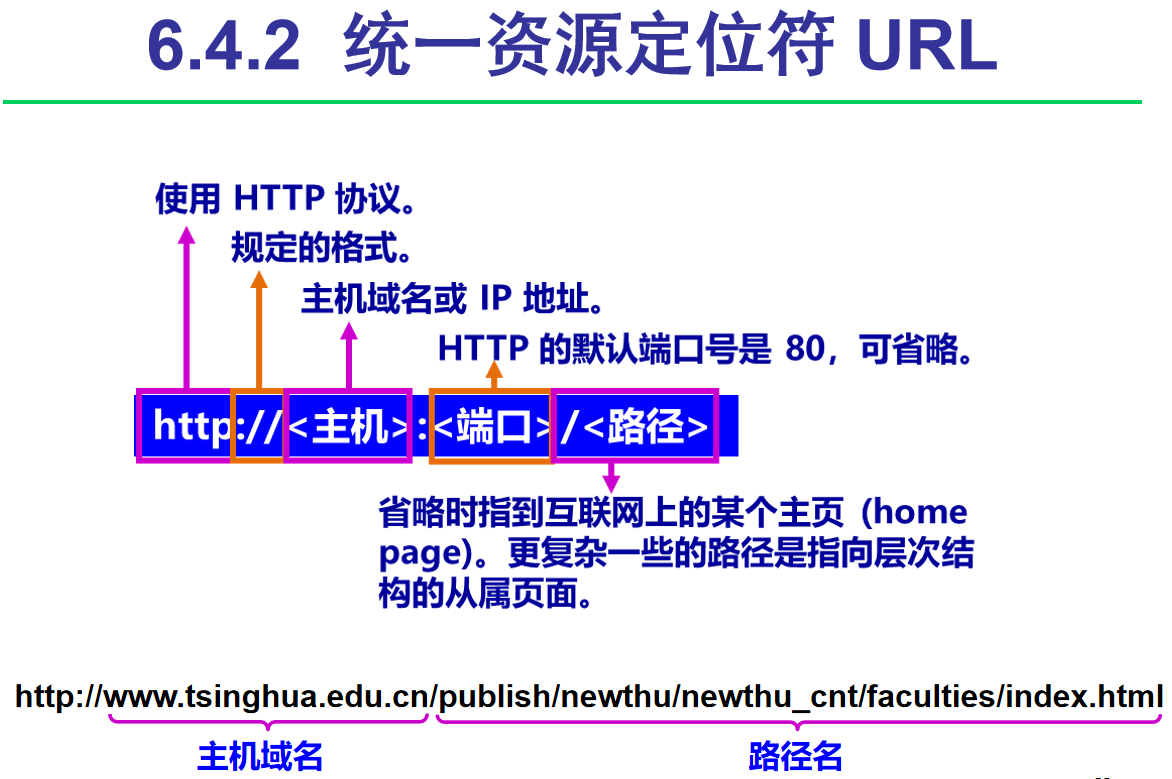 6.4.2 统一资源定位符 URL
使用 HTTP 协议。
规定的格式。
主机域名或 IP 地址。
HTTP 的默认端口号是 80，可省略。
http://<主机>:<端口>/<路径>
省略时指到互联网上的某个主页 (home
page)。更复杂一些的路径是指向层次结
构的从属页面。
http://www.tsinghua.edu.cn/publish/newthu/newthu_cnt/faculties/index.html
主机域名
路径名